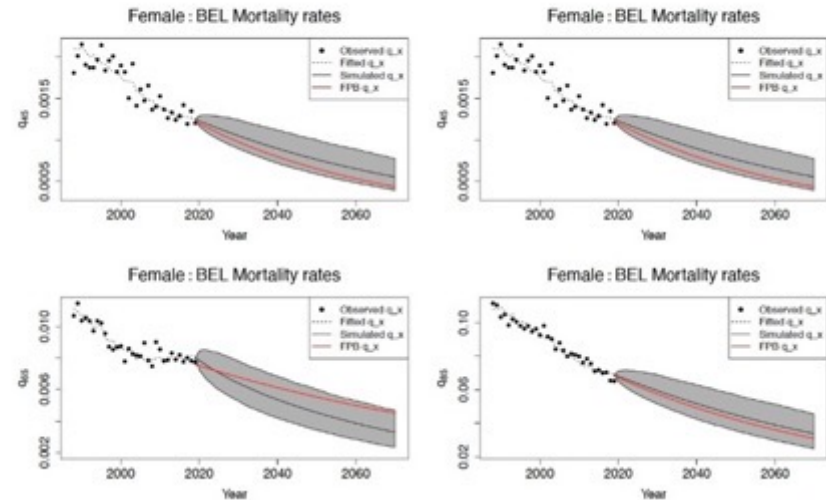 Female : BEL Mortality rates
Observed q_x
Fitted q_x
Simulated q_x
FPB q_x
q45
0.0015
0.0005
2000 2020 2040 2060
Year
Female : BEL Mortality rates
Observed q_x
Fitted q_x
Simulated q_x
FPB q_x
q45
0.0015
0.0005
2000 2020 2040 2060
Year
Female : BEL Mortality rates
Observed q_x
Fitted q_x
Simulated q_x
FPB q_x
0.010
0.006
0.002
2000 2020 2040 2060
Year
Female : BEL Mortality rates
Observed q_x
Fitted q_x
Simulated q_x
FPB q_x
0.10
0.06
0.02
2000 2020 2040 2060
Year